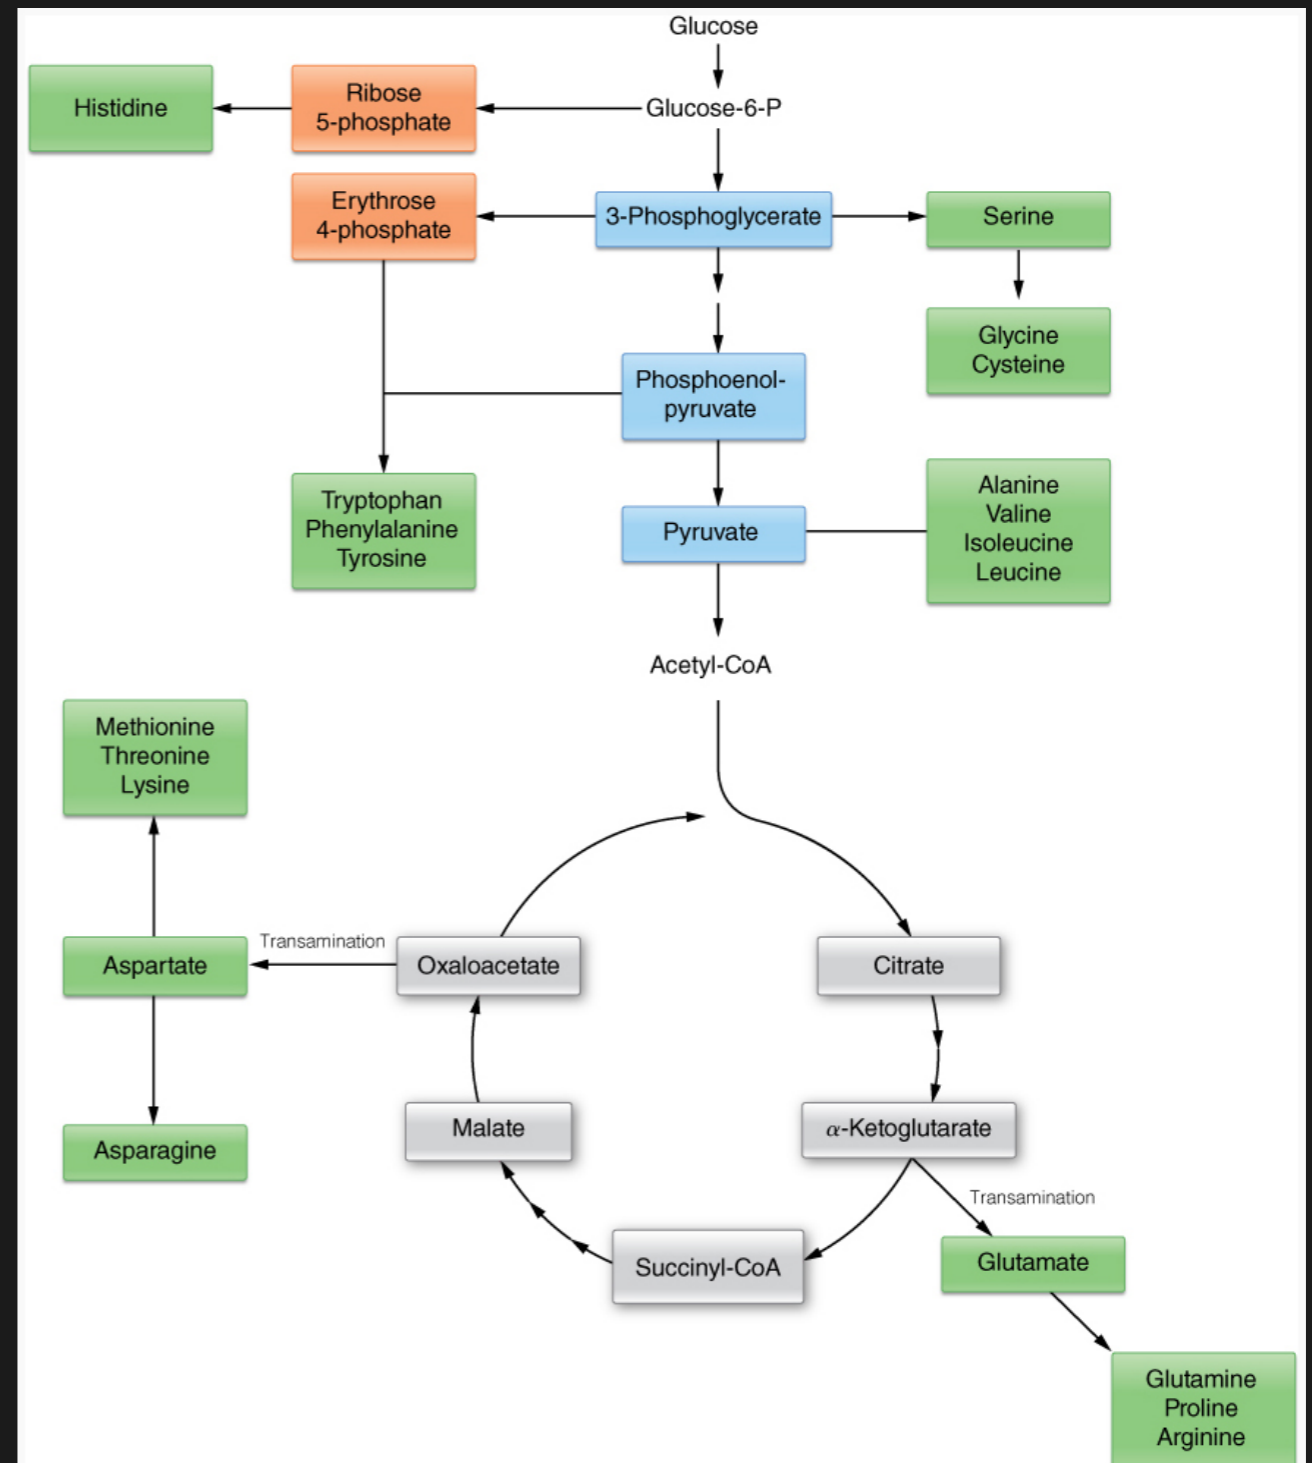 Glucose
Histidine
Ribose
5-phosphate
Glucose-6-P
Erythrose
4-phosphate
3-Phosphoglycerate
Serine
Glycine
Cysteine
Phosphoenol-
pyruvate
Tryptophan
Phenylalanine
Tyrosine
Pyruvate
Alanine
Valine
Isoleucine
Leucine
Acetyl-CoA
Methionine
Threonine
Lysine
Aspartate
Transamination
Oxaloacetate
Citrate
Asparagine
Malate
α-Ketoglutarate
Transamination
Succinyl-CoA
Glutamate
Glutamine
Proline
Arginine